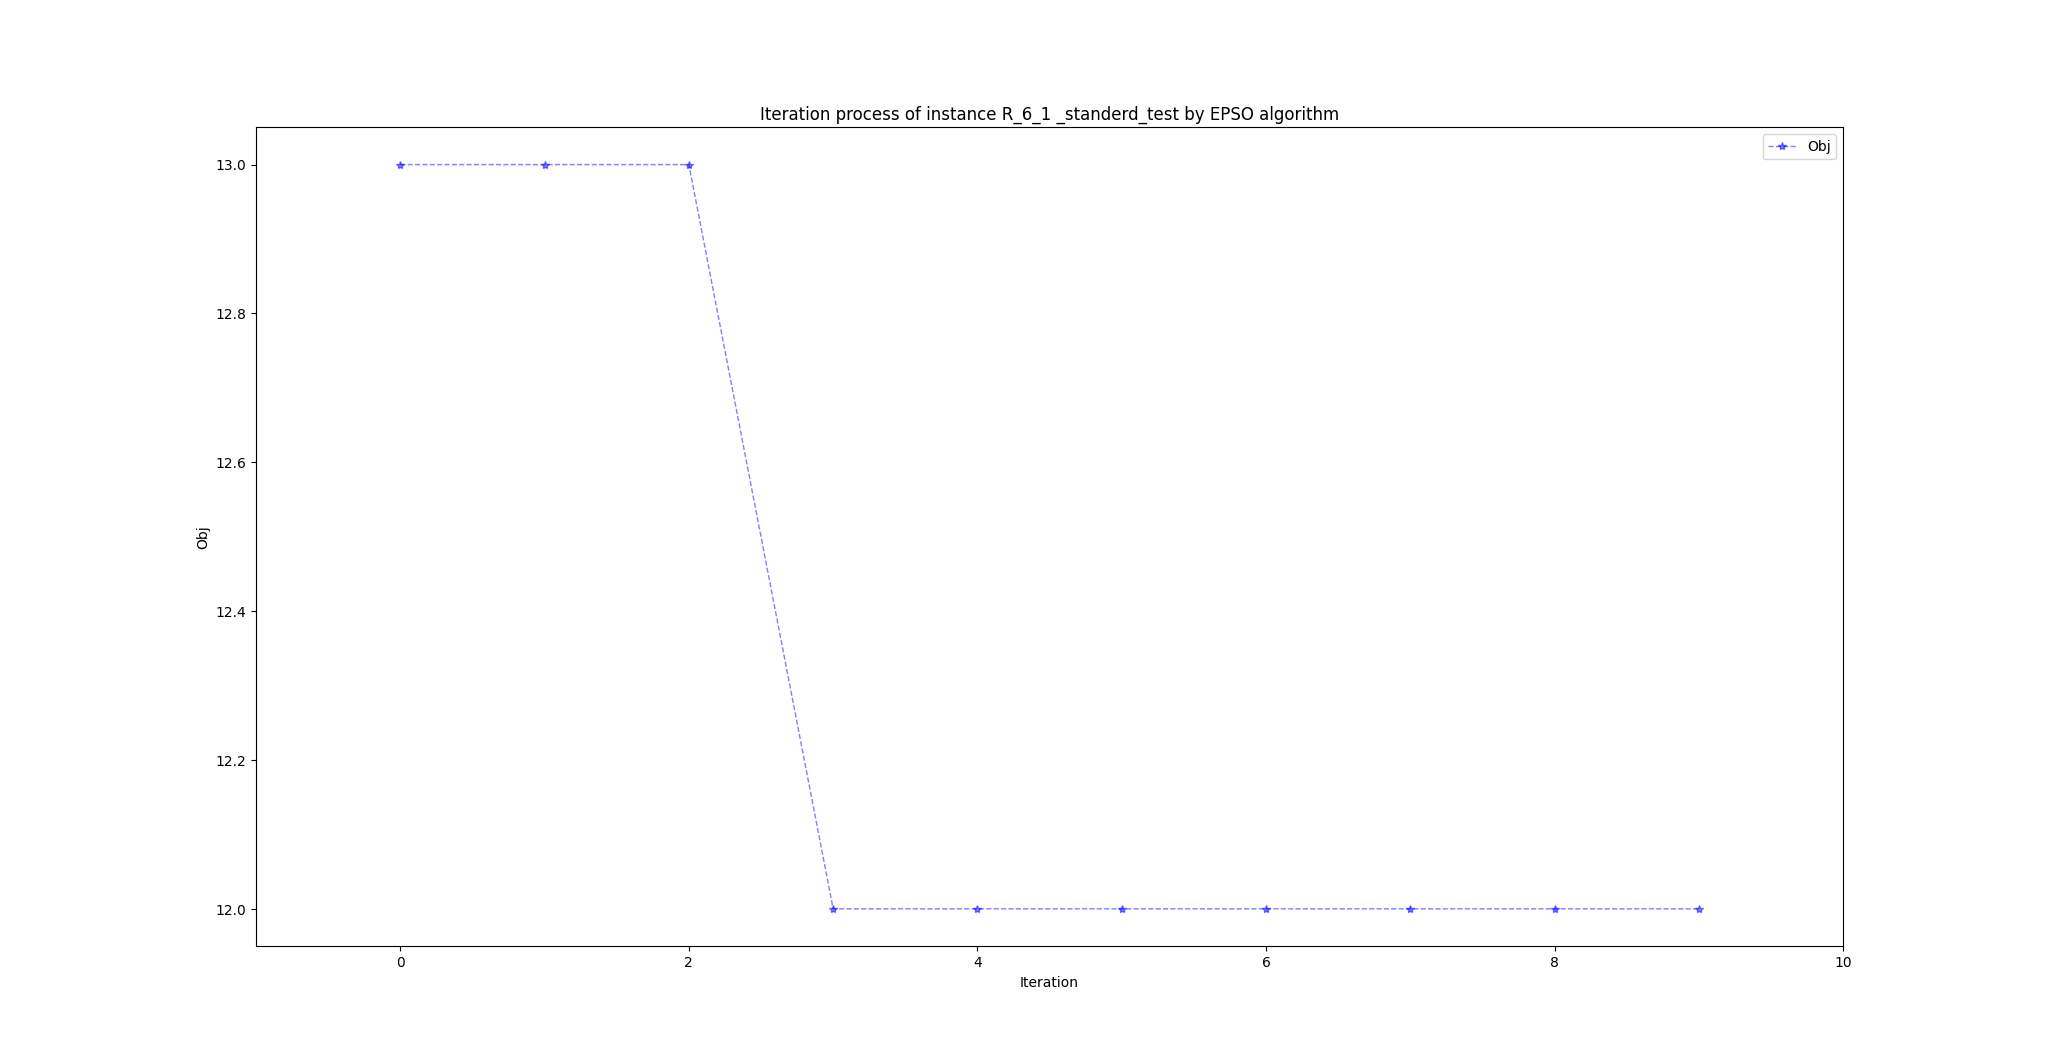 Iteration process of instance R_6_1 _standerd_test by EPSO algorithm
Obj
13.0
12.8
12.6
12.4
12.2
12.0
Obj
0 2 4 6 8 10
Iteration